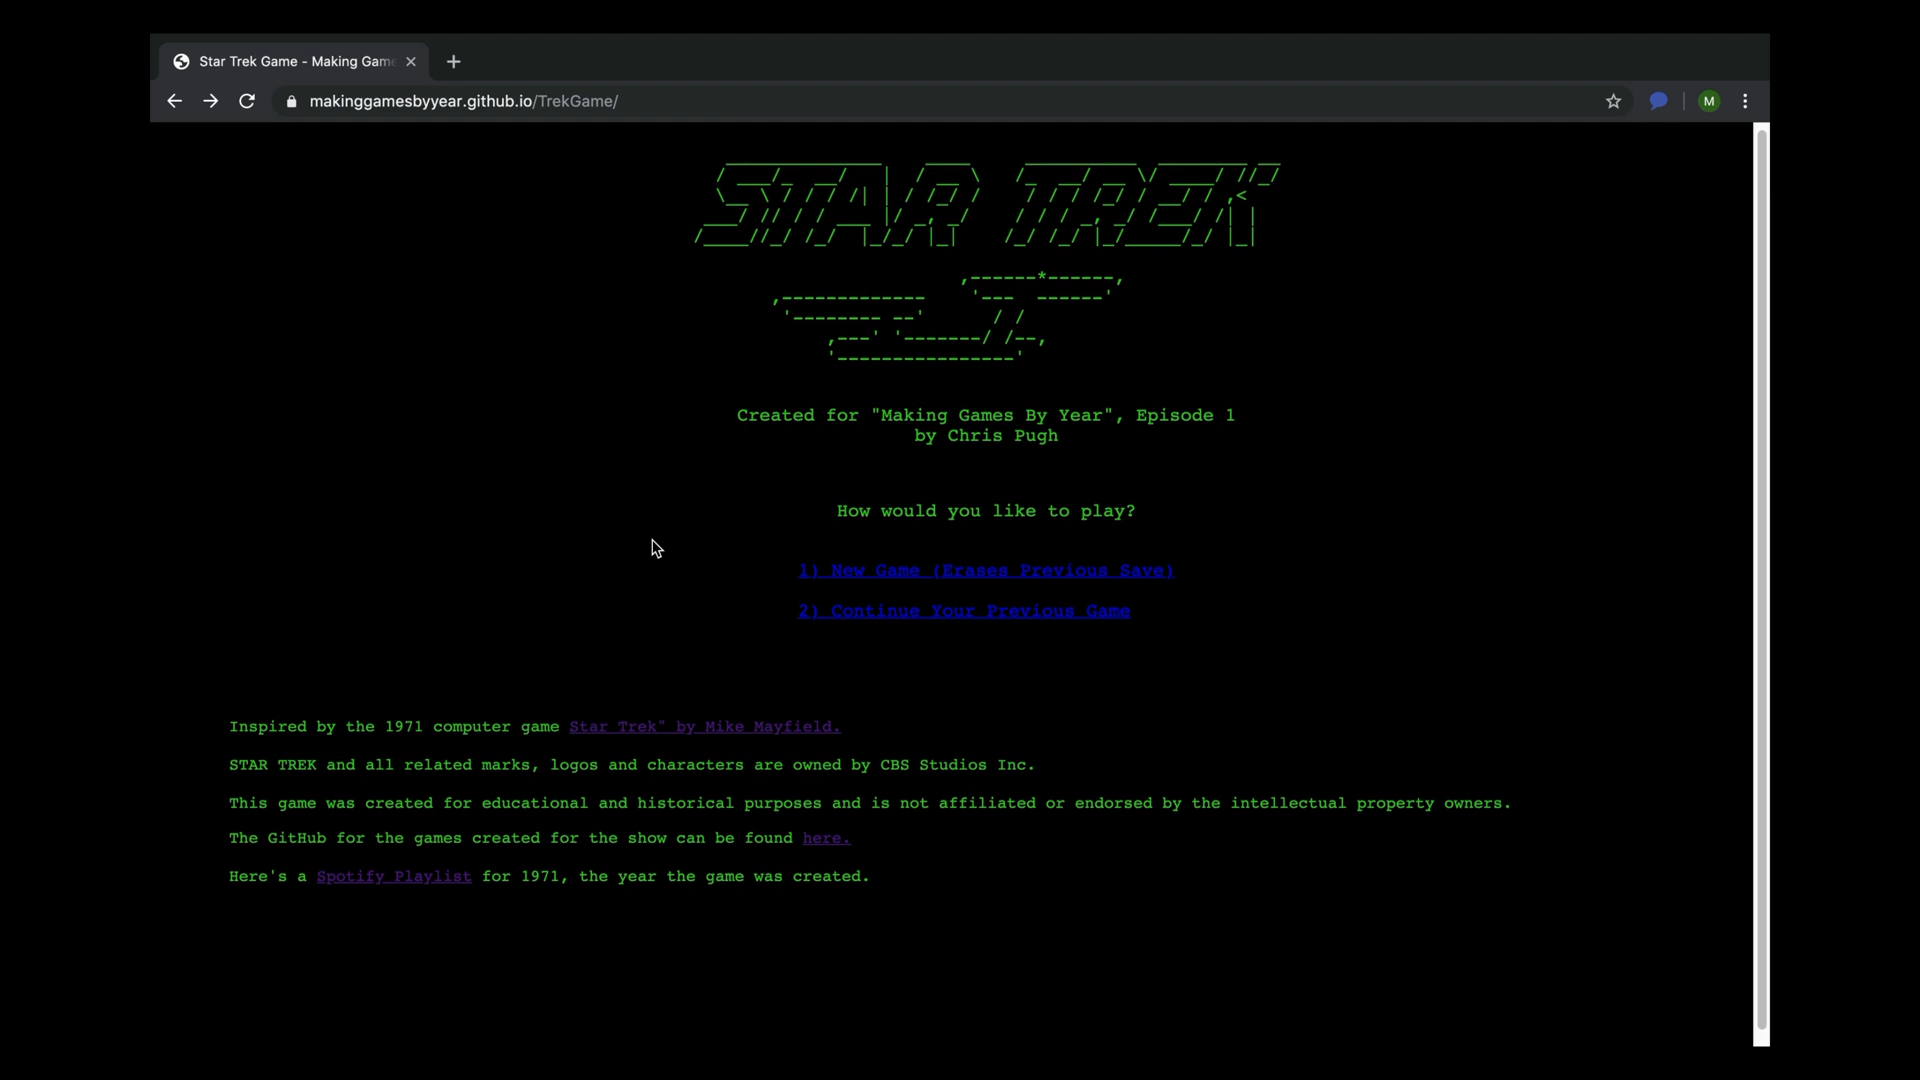 Star Trek Game - Making Game
makinggamesbyyear.github.io/TrekGame/
M
STAR TREK
Created for "Making Games By Year", Episode 1
by Chris Pugh
How would you like to play?
1) New Game (Erases Previous Save)
2) Continue Your Previous Game
Inspired by the 1971 computer game Star Trek" by Mike Mayfield.
STAR TREK and all related marks, logos and characters are owned by CBS Studios Inc.
This game was created for educational and historical purposes and is not affiliated or endorsed by the intellectual property owners.
The GitHub for the games created for the show can be found here.
Here's a Spotify Playlist for 1971, the year the game was created.